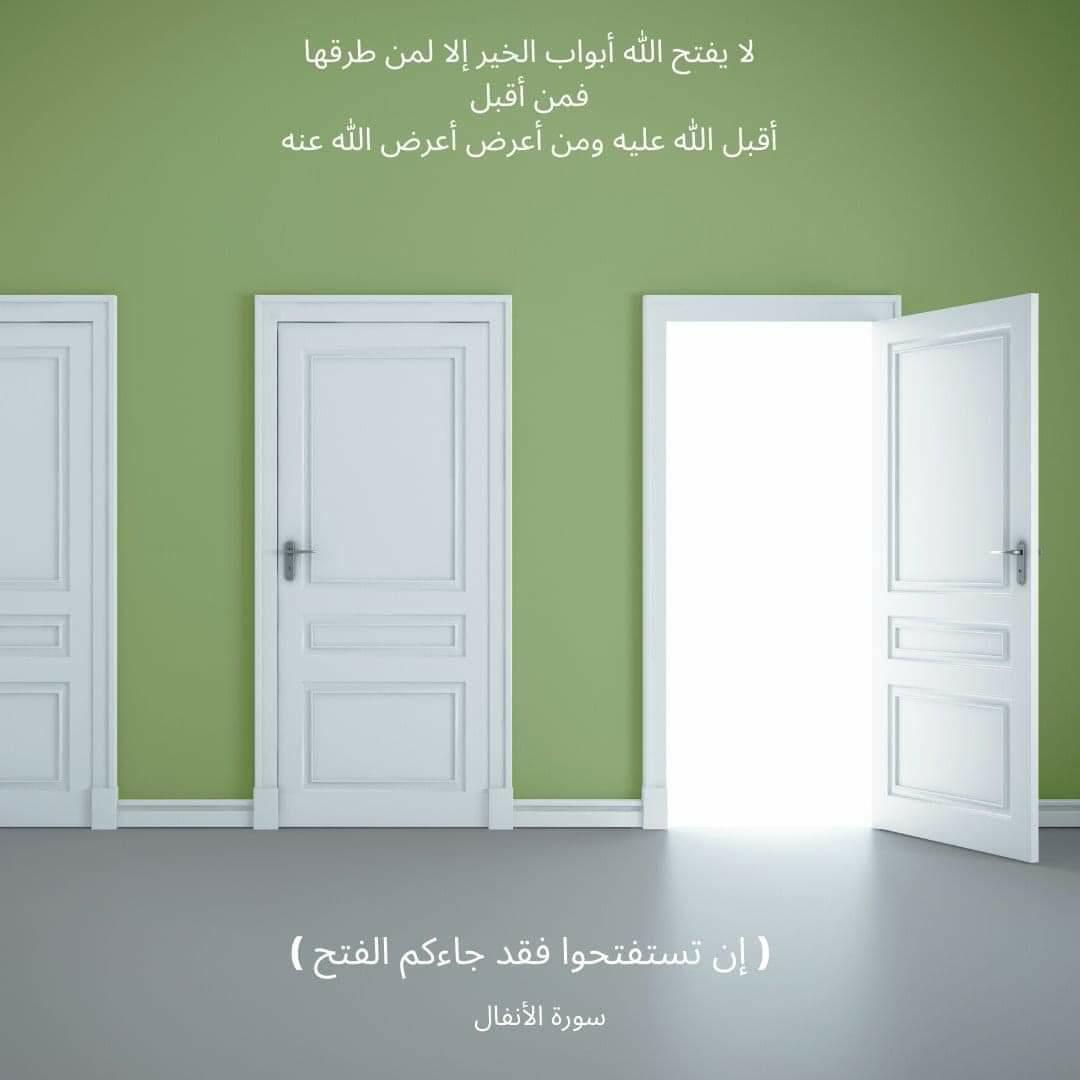 لا يفتح الله أبواب الخير إلا لمن طرقها
فمن أقبل
أقبل الله عليه ومن أعرض أعرض الله عنه
( إن تستفتحوا فقد جاءكم الفتح )
سورة الأنفال